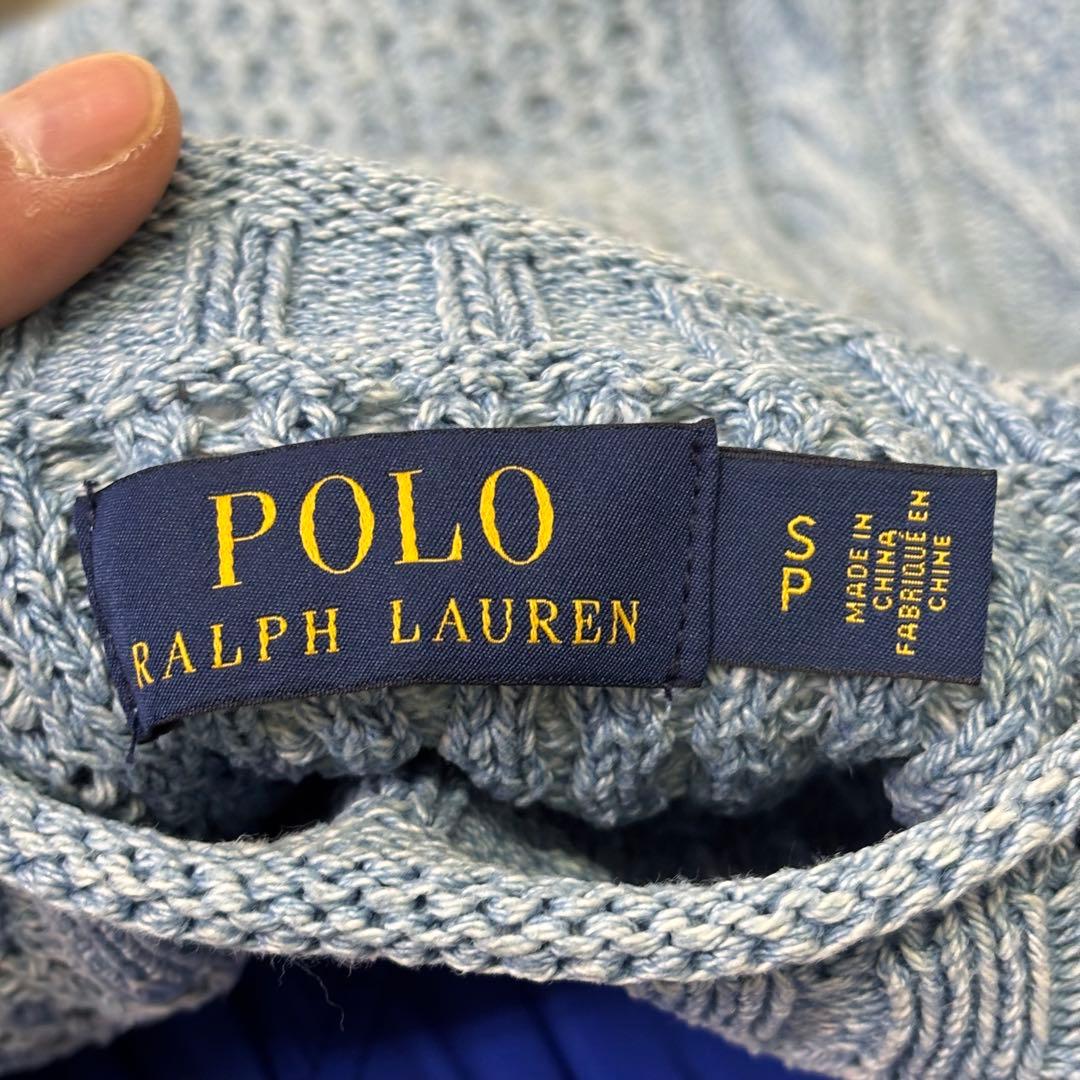 POLO
RALPH LAUREN
S
P
MADE IN
CHINA
FABRIQUÉ EN
CHINE